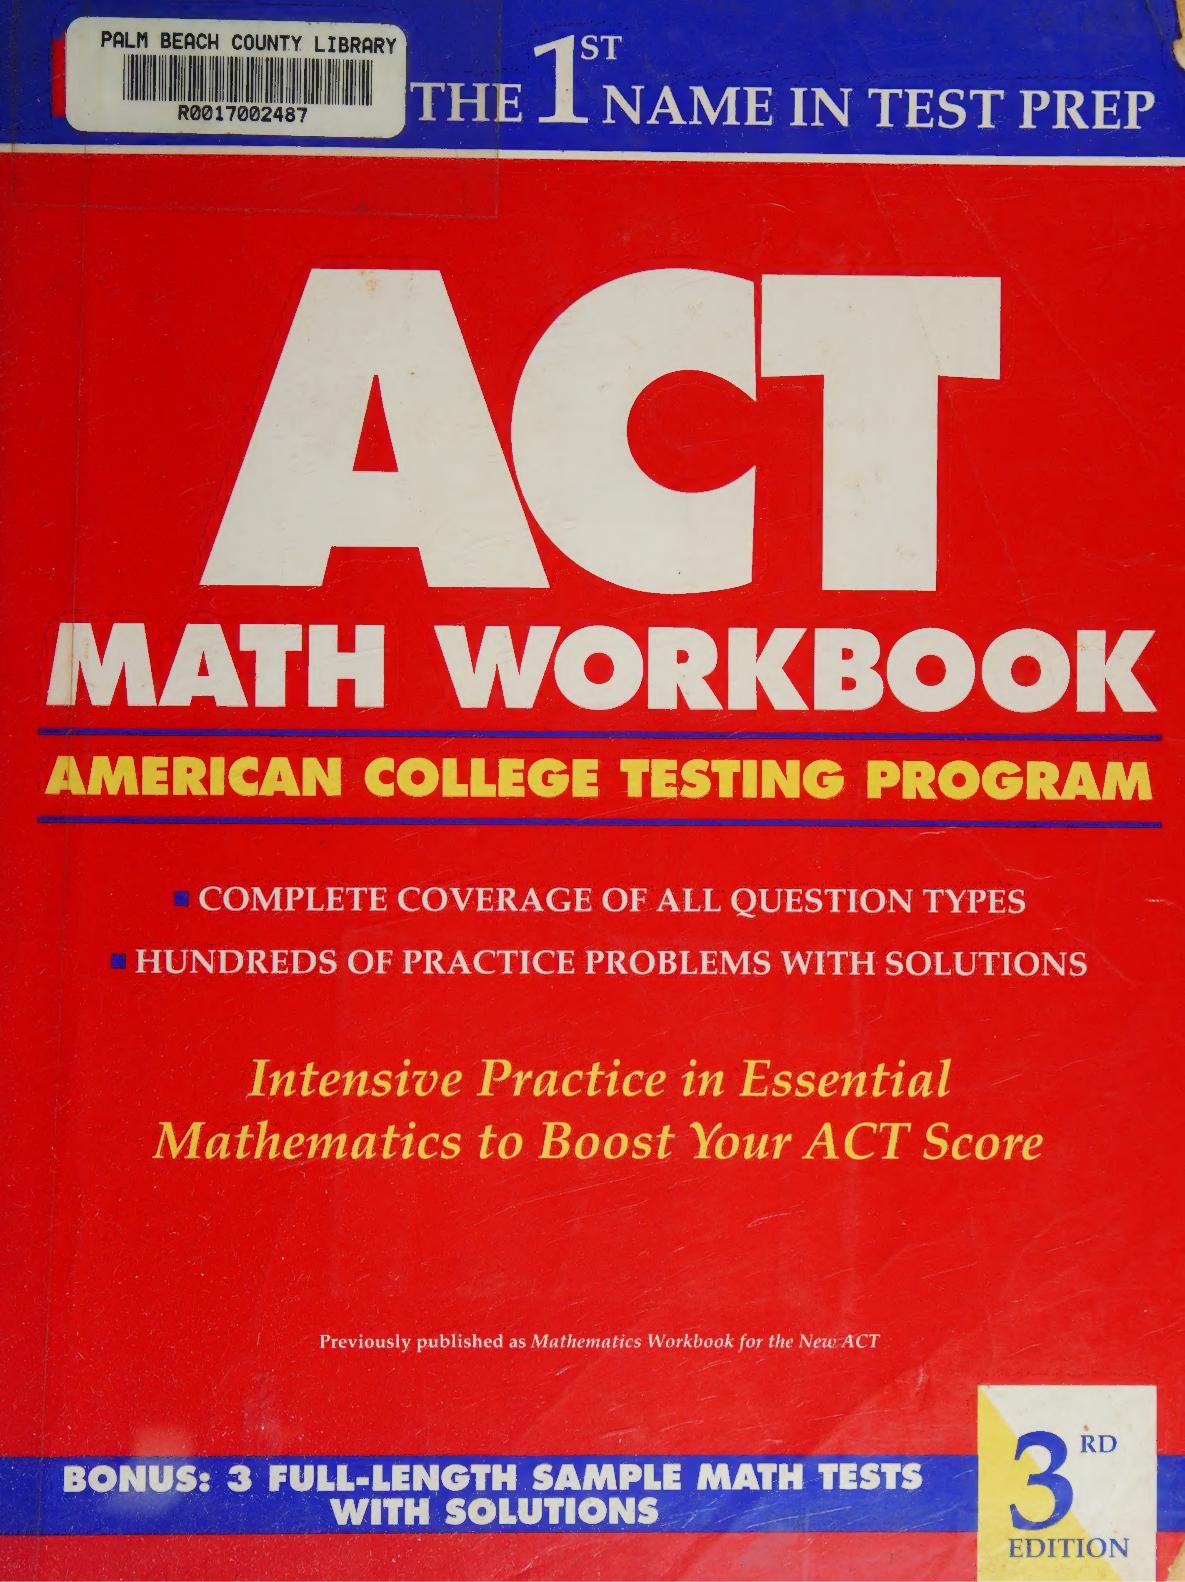 PALM BEACH COUNTY LIBRARY
R0017002487
THE 1ST NAME IN TEST PREP
ACT
MATH WORKBOOK
AMERICAN COLLEGE TESTING PROGRAM
COMPLETE COVERAGE OF ALL QUESTION TYPES
HUNDREDS OF PRACTICE PROBLEMS WITH SOLUTIONS
Intensive Practice in Essential
Mathematics to Boost Your ACT Score
Previously published as Mathematics Workbook for the New ACT
BONUS: 3 FULL-LENGTH SAMPLE MATH TESTS
WITH SOLUTIONS
3RD
EDITION